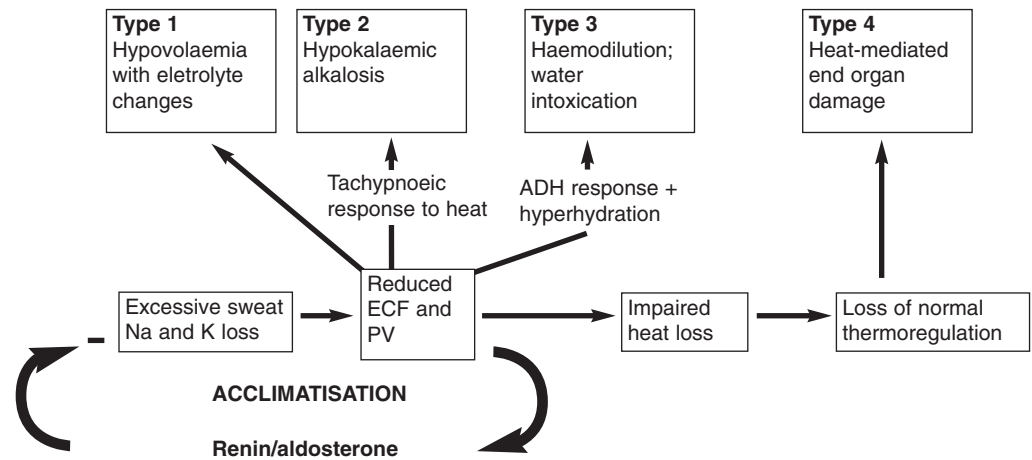 Type 1
Hypovolaemia
with eletrolyte
changes
Type 2
Hypokalaemic
alkalosis
Type 3
Haemodilution;
water
intoxication
Type 4
Heat-mediated
end organ
damage
Tachypnoeic
response to heat
ADH response +
hyperhydration
Excessive sweat
Na and K loss
Reduced
ECF and
PV
Impaired
heat loss
Loss of normal
thermoregulation
–
ACCLIMATISATION
Renin/aldosterone